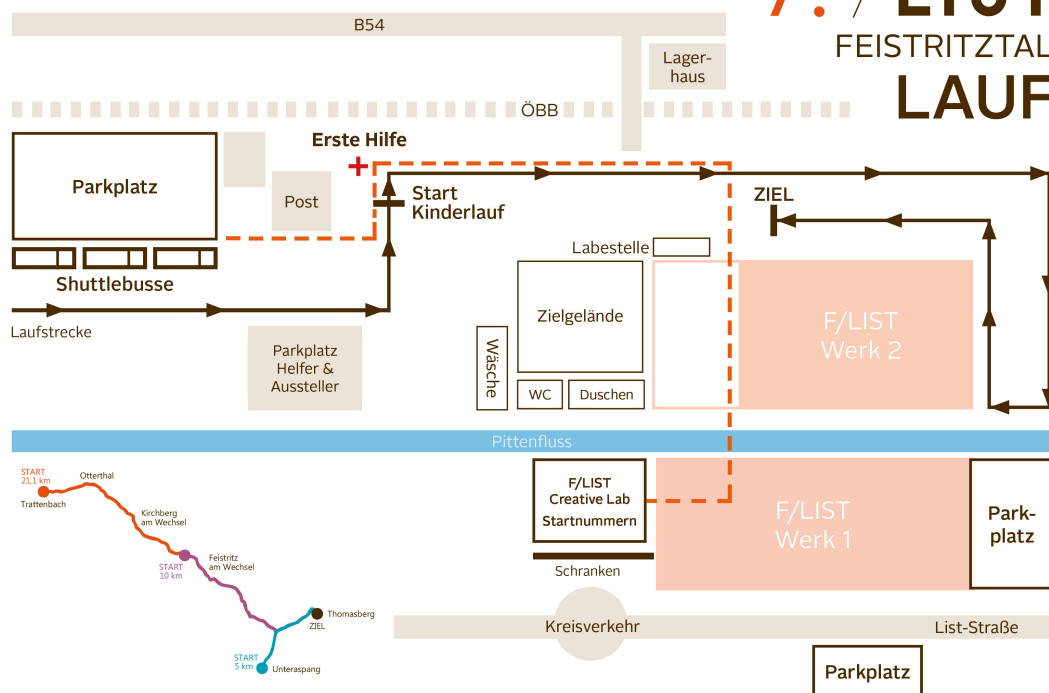 B54
7. /
FEISTRITZTAL
LAUF
Lager-
haus
ÖBB
Erste Hilfe
Parkplatz
Post
Start
Kinderlauf
ZIEL
Labestelle
Shuttlebusse
Laufstrecke
Zielgelände
F/LIST
Werk 2
Wäsche
Parkplatz
Helfer &
Aussteller
WC
Duschen
Pittenfluss
START
21,1 km
Trattenbach
Otterthal
Kirchberg
am Wechsel
START
10 km
Feistritz
am Wechsel
Thomasberg
ZIEL
START
5 km
Unteraspang
F/LIST
Creative Lab
Startnummern
Schranken
F/LIST
Werk 1
Park-
platz
Kreisverkehr
List-Straße
Parkplatz